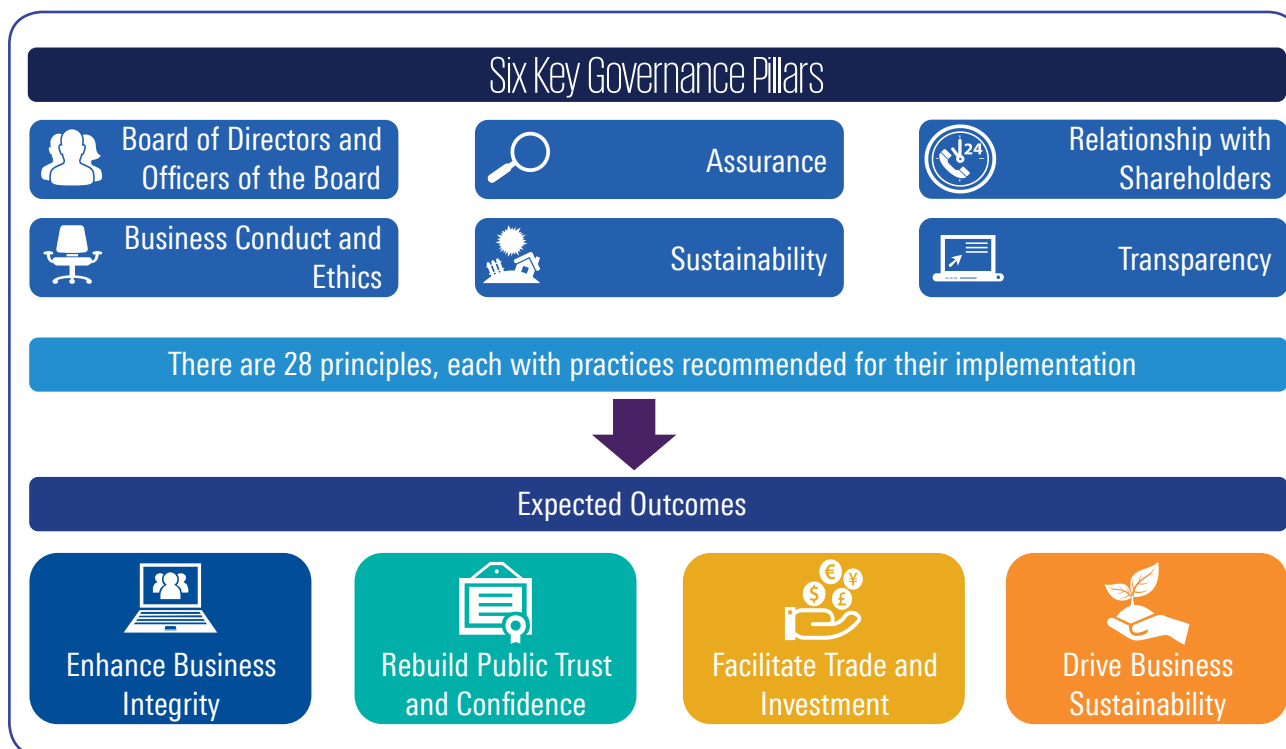 Six Key Governance Pillars
Board of Directors and
Officers of the Board
Assurance
24
Relationship with
Shareholders
Business Conduct and
Ethics
Sustainability
Transparency
There are 28 principles, each with practices recommended for their implementation
Expected Outcomes
Enhance Business
Integrity
Rebuild Public Trust
and Confidence
$ € £ ¥
Facilitate Trade and
Investment
Drive Business
Sustainability